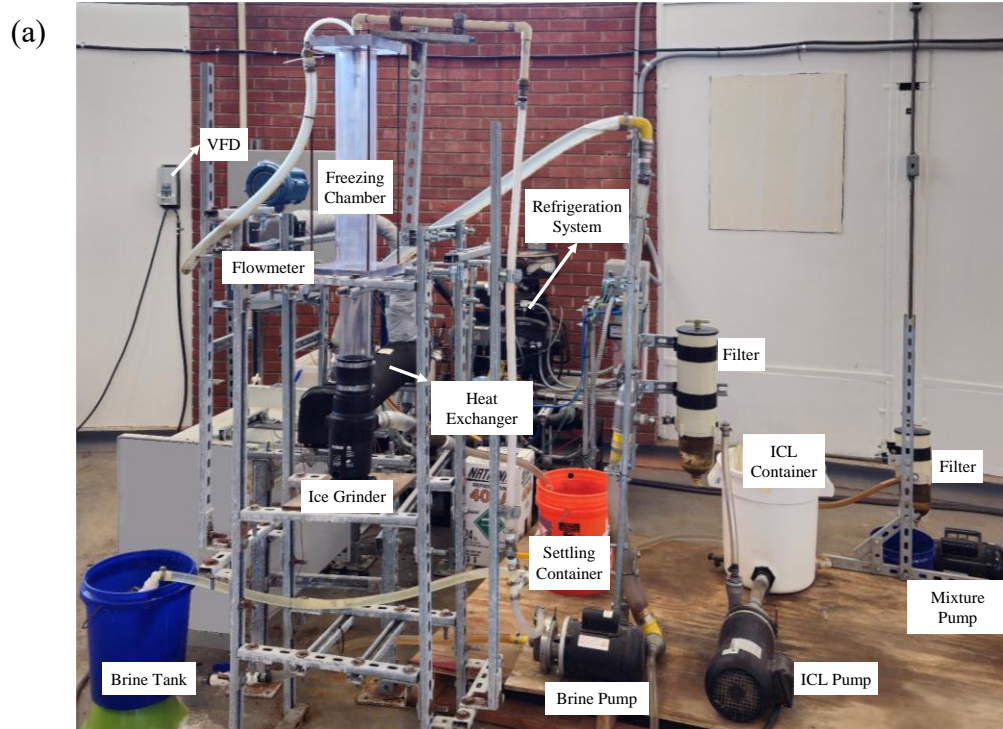 (a)
VFD
Freezing
Chamber
Refrigeration
System
Flowmeter
Filter
Heat
Exchanger
ICL
Container
Filter
Ice Grinder
Settling
Container
Mixture
Pump
Brine Tank
Brine Pump
ICL Pump